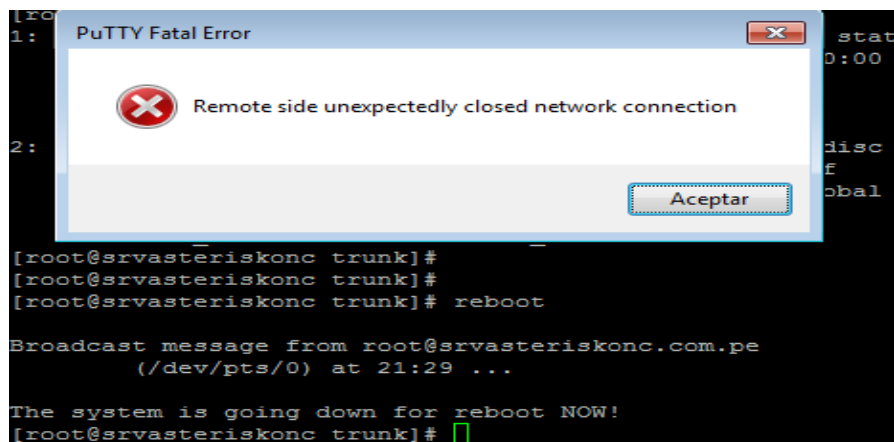 [ro
PuTTY Fatal Error
1: stat
0:00
Remote side unexpectedly closed network connection
2: disc
f
obal
Aceptar
[root@srvasteriskonc trunk]#
[root@srvasteriskonc trunk]#
[root@srvasteriskonc trunk]# reboot
Broadcast message from root@srvasteriskonc.com.pe
(/dev/pts/0) at 21:29 ...
The system is going down for reboot NOW!
[root@srvasteriskonc trunk]#